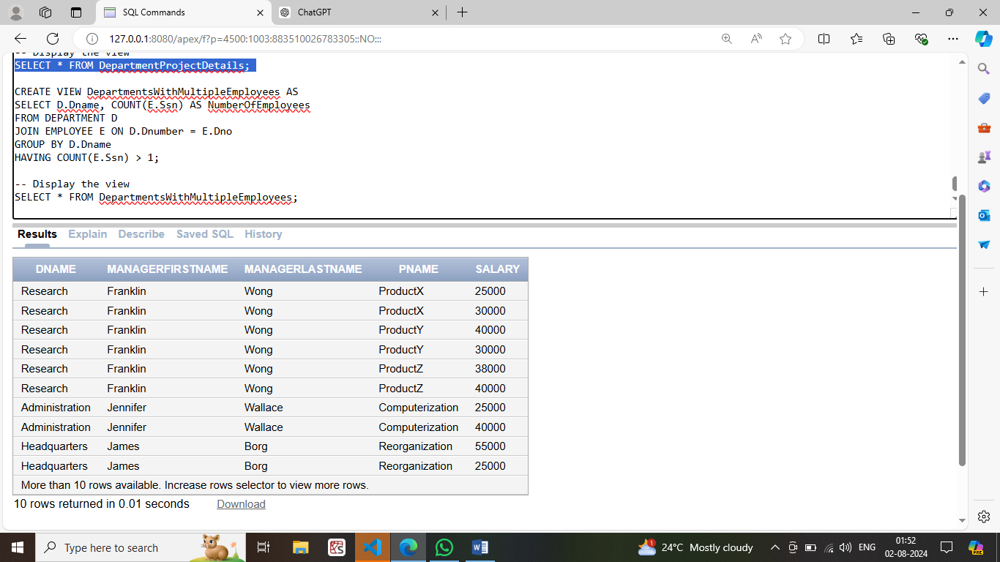 SQL Commands
ChatGPT
127.0.0.1:8080/apex/f?p=4500:1003:883510026783305::NO:::
-- Display the view
SELECT * FROM DepartmentProjectDetails;
CREATE VIEW DepartmentsWithMultipleEmployees AS
SELECT D.Dname, COUNT(E.Ssn) AS NumberOfEmployees
FROM DEPARTMENT D
JOIN EMPLOYEE E ON D.Dnumber = E.Dno
GROUP BY D.Dname
HAVING COUNT(E.Ssn) > 1;
-- Display the view
SELECT * FROM DepartmentsWithMultipleEmployees;
Results Explain Describe Saved SQL History
DNAME MANAGERFIRSTNAME MANAGERLASTNAME PNAME SALARY
Research Franklin Wong ProductX 25000
Research Franklin Wong ProductX 30000
Research Franklin Wong ProductY 40000
Research Franklin Wong ProductY 30000
Research Franklin Wong ProductZ 38000
Research Franklin Wong ProductZ 40000
Administration Jennifer Wallace Computerization 25000
Administration Jennifer Wallace Computerization 40000
Headquarters James Borg Reorganization 55000
Headquarters James Borg Reorganization 25000
More than 10 rows available. Increase rows selector to view more rows.
10 rows returned in 0.01 seconds Download
Type here to search
1
24°C Mostly cloudy
ENG
01:52
02-08-2024
PRE